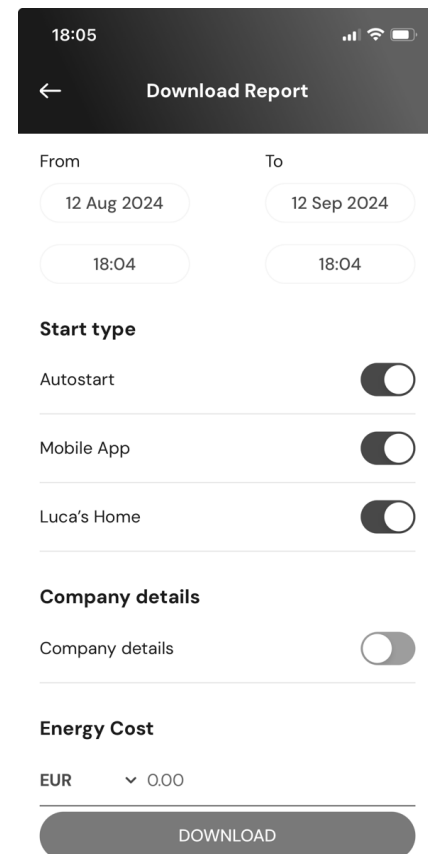 18:05
Download Report
From To
12 Aug 2024 12 Sep 2024
18:04 18:04
Start type
Autostart
Mobile App
Luca’s Home
Company details
Company details
Energy Cost
EUR 0.00
DOWNLOAD